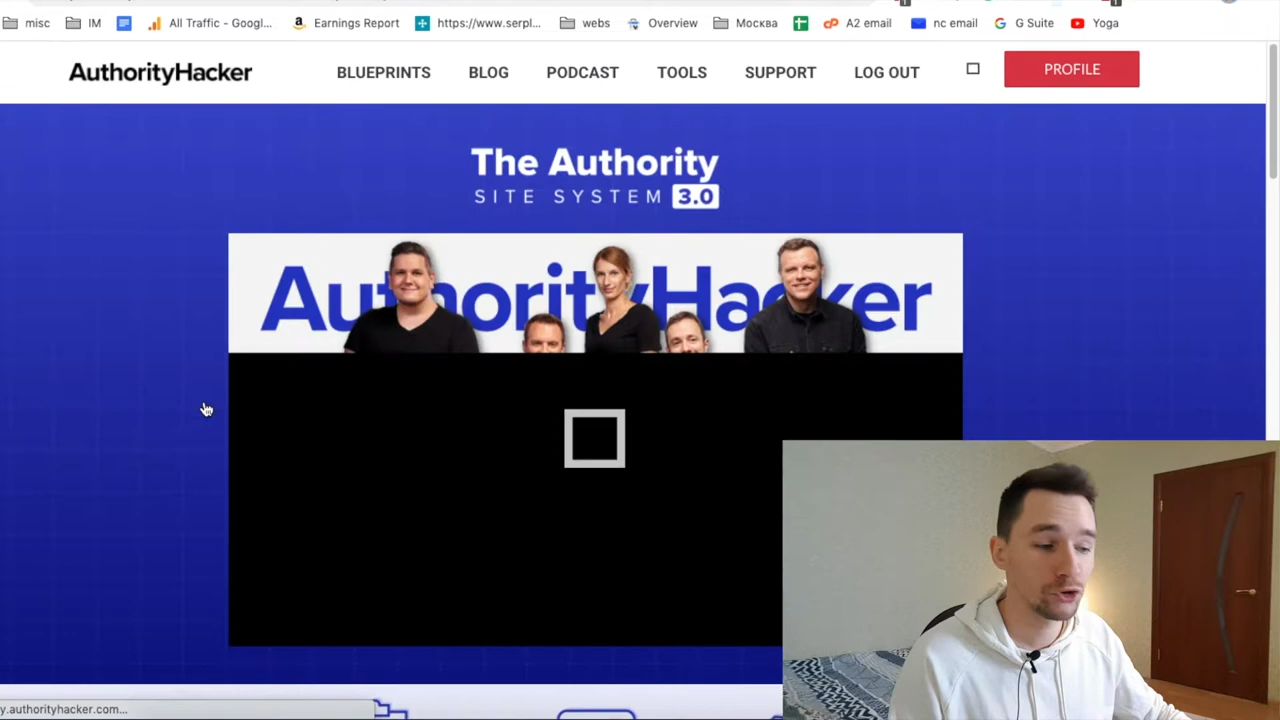 misc
IM
All Traffic - Googl...
Earnings Report
https://www.serpl...
webs
Overview
Москва
A2 email
nc email
G Suite
Yoga
AuthorityHacker
BLUEPRINTS
BLOG
PODCAST
TOOLS
SUPPORT
LOG OUT
PROFILE
The Authority
SITE SYSTEM 3.0
AuthorityHacker
y.authorityhacker.com...